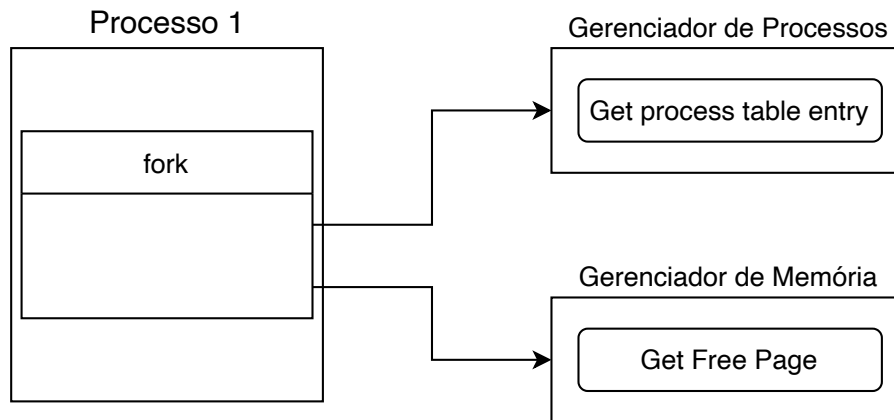 Processo 1
Gerenciador de Processos
Get process table entry
fork
Gerenciador de Memória
Get Free Page